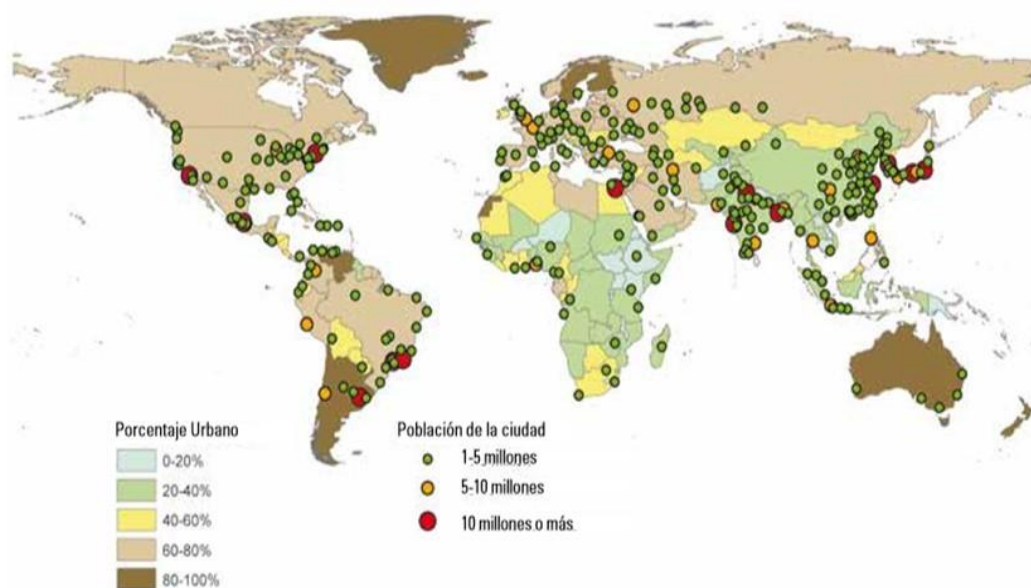 Porcentaje Urbano
0-20%
20-40%
40-60%
60-80%
80-100%
Población de la ciudad
1-5 millones
5-10 millones
10 millones o más